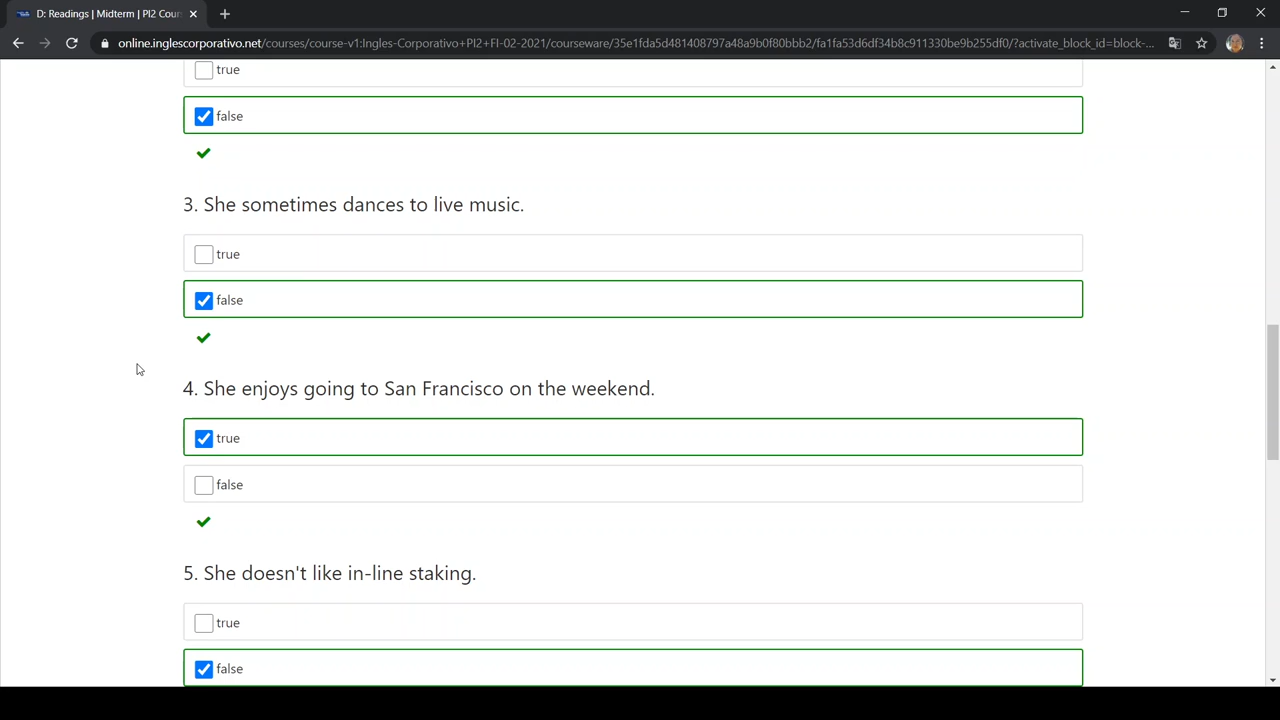 D: Readings | Midterm | PI2 Cour
online.inglescorporativo.net/courses/course-v1:Ingles-Corporativo+PI2+FI-02-2021/courseware/35e1fda5d481408797a48a9b0f80bbb2/fa1fa53d6df34b8c911330be9b255df0/?activate_block_id=block-...
true
false
3. She sometimes dances to live music.
true
false
4. She enjoys going to San Francisco on the weekend.
true
false
5. She doesn't like in-line staking.
true
false